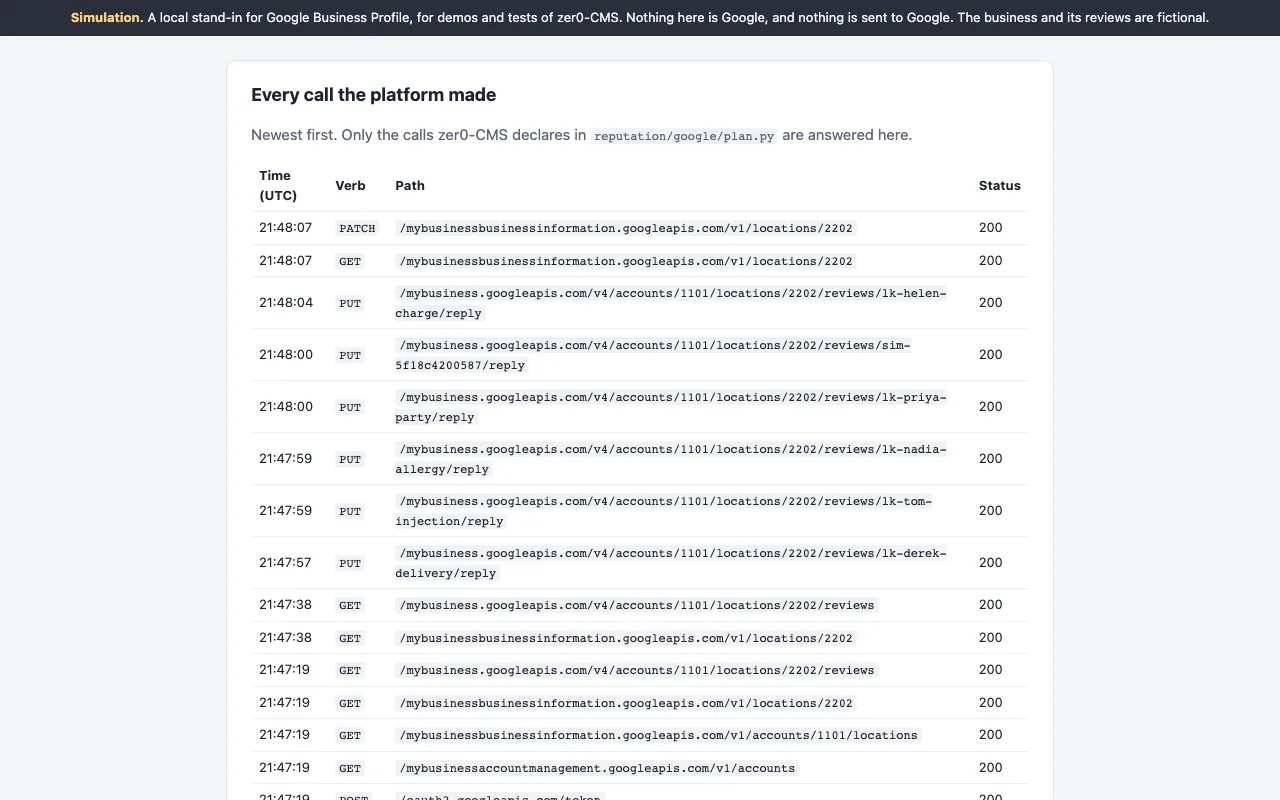 Simulation. A local stand-in for Google Business Profile, for demos and tests of zer0-CMS. Nothing here is Google, and nothing is sent to Google. The business and its reviews are fictional.
Every call the platform made
Newest first. Only the calls zer0-CMS declares in reputation/google/plan.py are answered here.
Time (UTC) Verb Path Status
21:48:07 PATCH /mybusinessbusinessinformation.googleapis.com/v1/locations/2202 200
21:48:07 GET /mybusinessbusinessinformation.googleapis.com/v1/locations/2202 200
21:48:04 PUT /mybusiness.googleapis.com/v4/accounts/1101/locations/2202/reviews/lk-helen-
charge/reply 200
21:48:00 PUT /mybusiness.googleapis.com/v4/accounts/1101/locations/2202/reviews/sim-
5f18c4200587/reply 200
21:48:00 PUT /mybusiness.googleapis.com/v4/accounts/1101/locations/2202/reviews/lk-priya-
party/reply 200
21:47:59 PUT /mybusiness.googleapis.com/v4/accounts/1101/locations/2202/reviews/lk-nadia-
allergy/reply 200
21:47:59 PUT /mybusiness.googleapis.com/v4/accounts/1101/locations/2202/reviews/lk-tom-
injection/reply 200
21:47:57 PUT /mybusiness.googleapis.com/v4/accounts/1101/locations/2202/reviews/lk-derek-
delivery/reply 200
21:47:38 GET /mybusiness.googleapis.com/v4/accounts/1101/locations/2202/reviews 200
21:47:38 GET /mybusinessbusinessinformation.googleapis.com/v1/locations/2202 200
21:47:19 GET /mybusiness.googleapis.com/v4/accounts/1101/locations/2202/reviews 200
21:47:19 GET /mybusinessbusinessinformation.googleapis.com/v1/locations/2202 200
21:47:19 GET /mybusinessbusinessinformation.googleapis.com/v1/accounts/1101/locations 200
21:47:19 GET /mybusinessaccountmanagement.googleapis.com/v1/accounts 200
21:47:19 POST /oauth2.googleapis.com/token 200